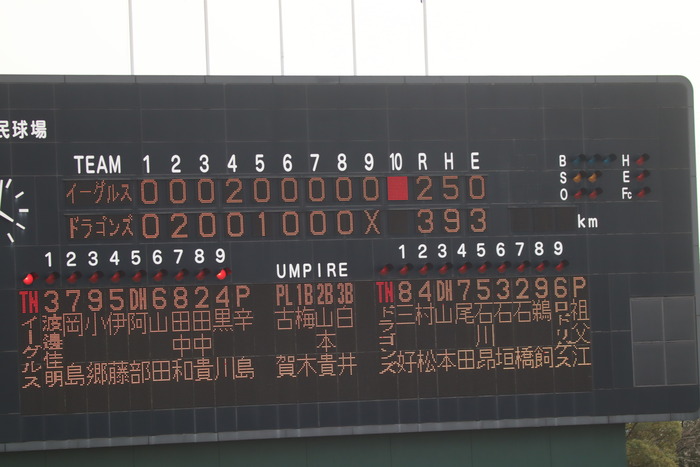 民球場
TEAM 1 2 3 4 5 6 7 8 9 10 R H E
イーグルス 0 0 0 2 0 0 0 0 0 2 5 0
ドラゴンズ 0 2 0 0 1 0 0 0 X 3 9 3
B H
S E
O Fc
km
1 2 3 4 5 6 7 8 9
UMPIRE
1 2 3 4 5 6 7 8 9
TN 3 7 9 5 DH 6 8 2 4 P
イーグルス 渡邊佳明 岡島 小郷 伊藤 阿部 山田 田中和 田中貴 黒川 辛島
PL 1B 2B 3B
古賀 梅木 山本貴 白井
TN 8 4 DH 7 5 3 2 9 6 P
ドラゴンズ 三好 村松 山本 尾田 石川昂 石垣 石橋 鵜飼 ロドリゲス 祖父江